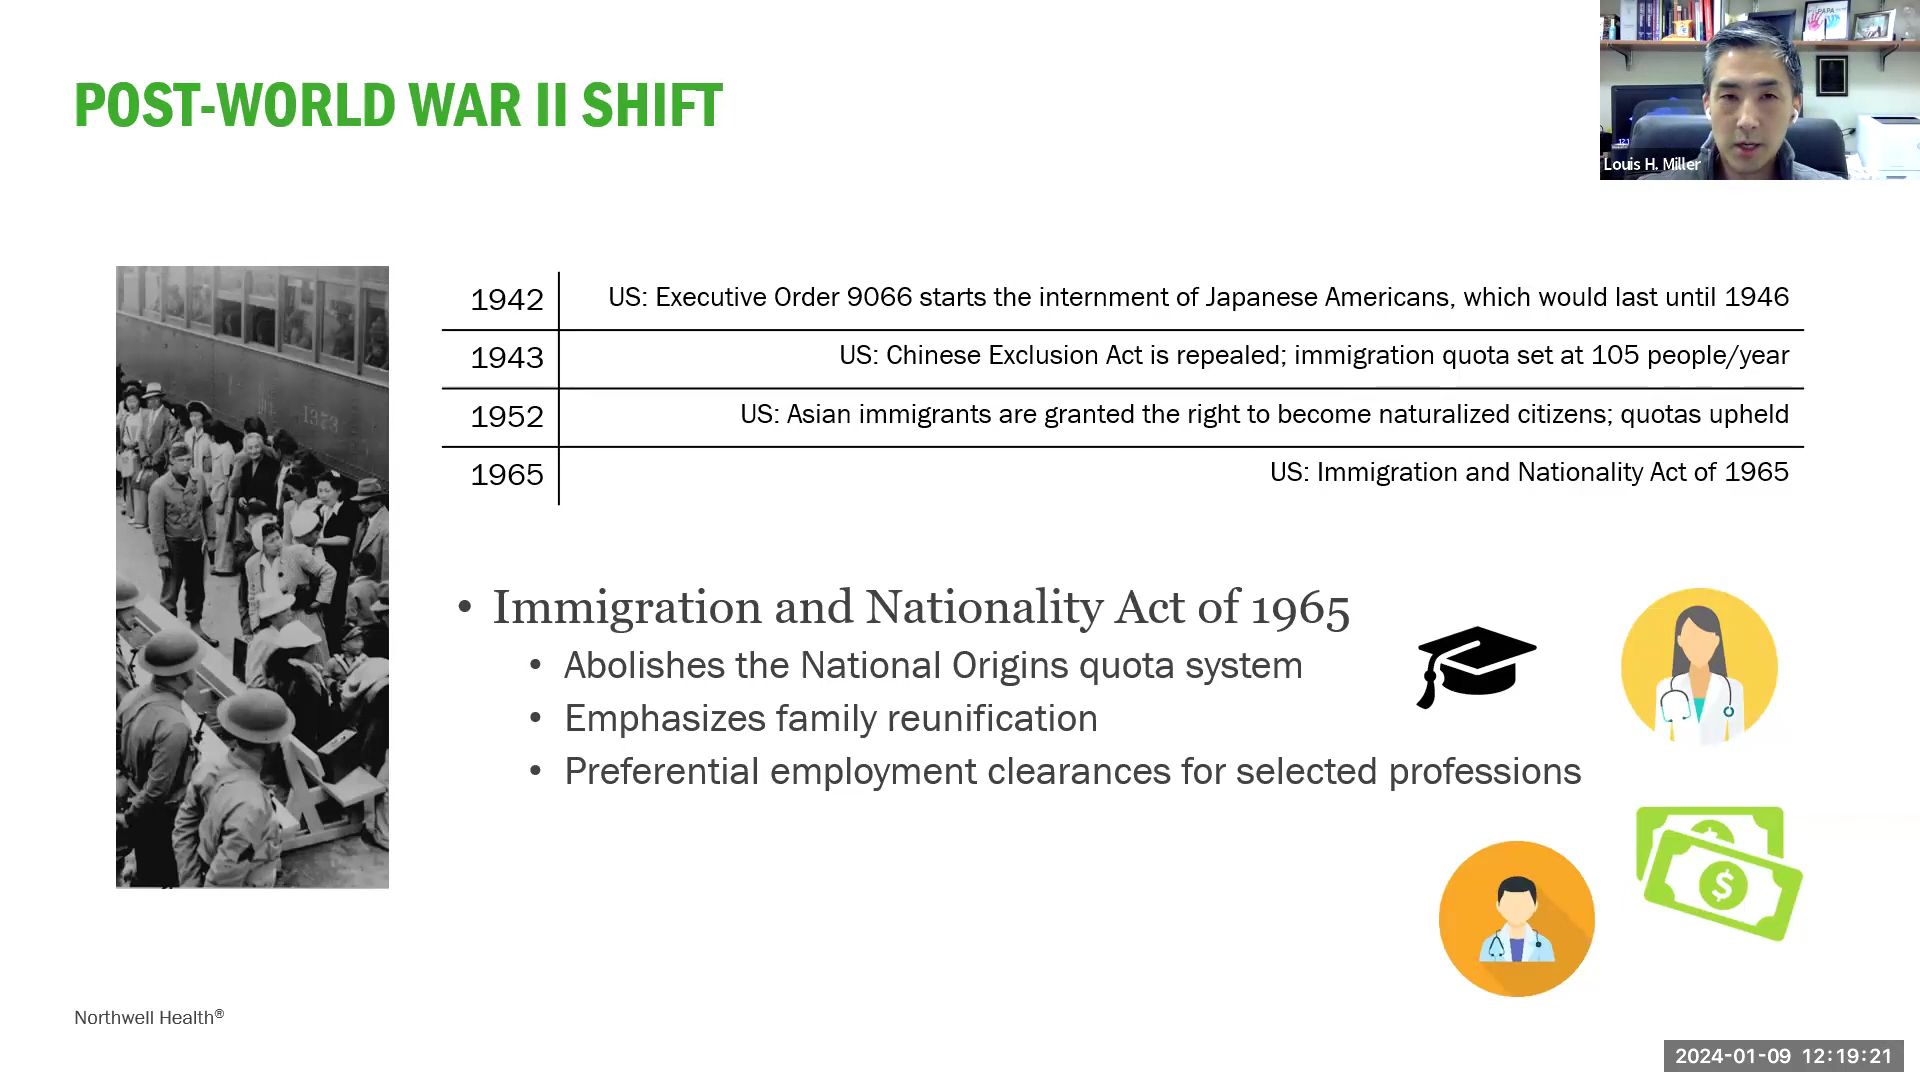 POST-WORLD WAR II SHIFT
Louis H. Miller
1942 US: Executive Order 9066 starts the internment of Japanese Americans, which would last until 1946
1943 US: Chinese Exclusion Act is repealed; immigration quota set at 105 people/year
1952 US: Asian immigrants are granted the right to become naturalized citizens; quotas upheld
1965 US: Immigration and Nationality Act of 1965
1373
• Immigration and Nationality Act of 1965
• Abolishes the National Origins quota system
• Emphasizes family reunification
• Preferential employment clearances for selected professions
$
Northwell Health®
2024-01-09 12:19:21